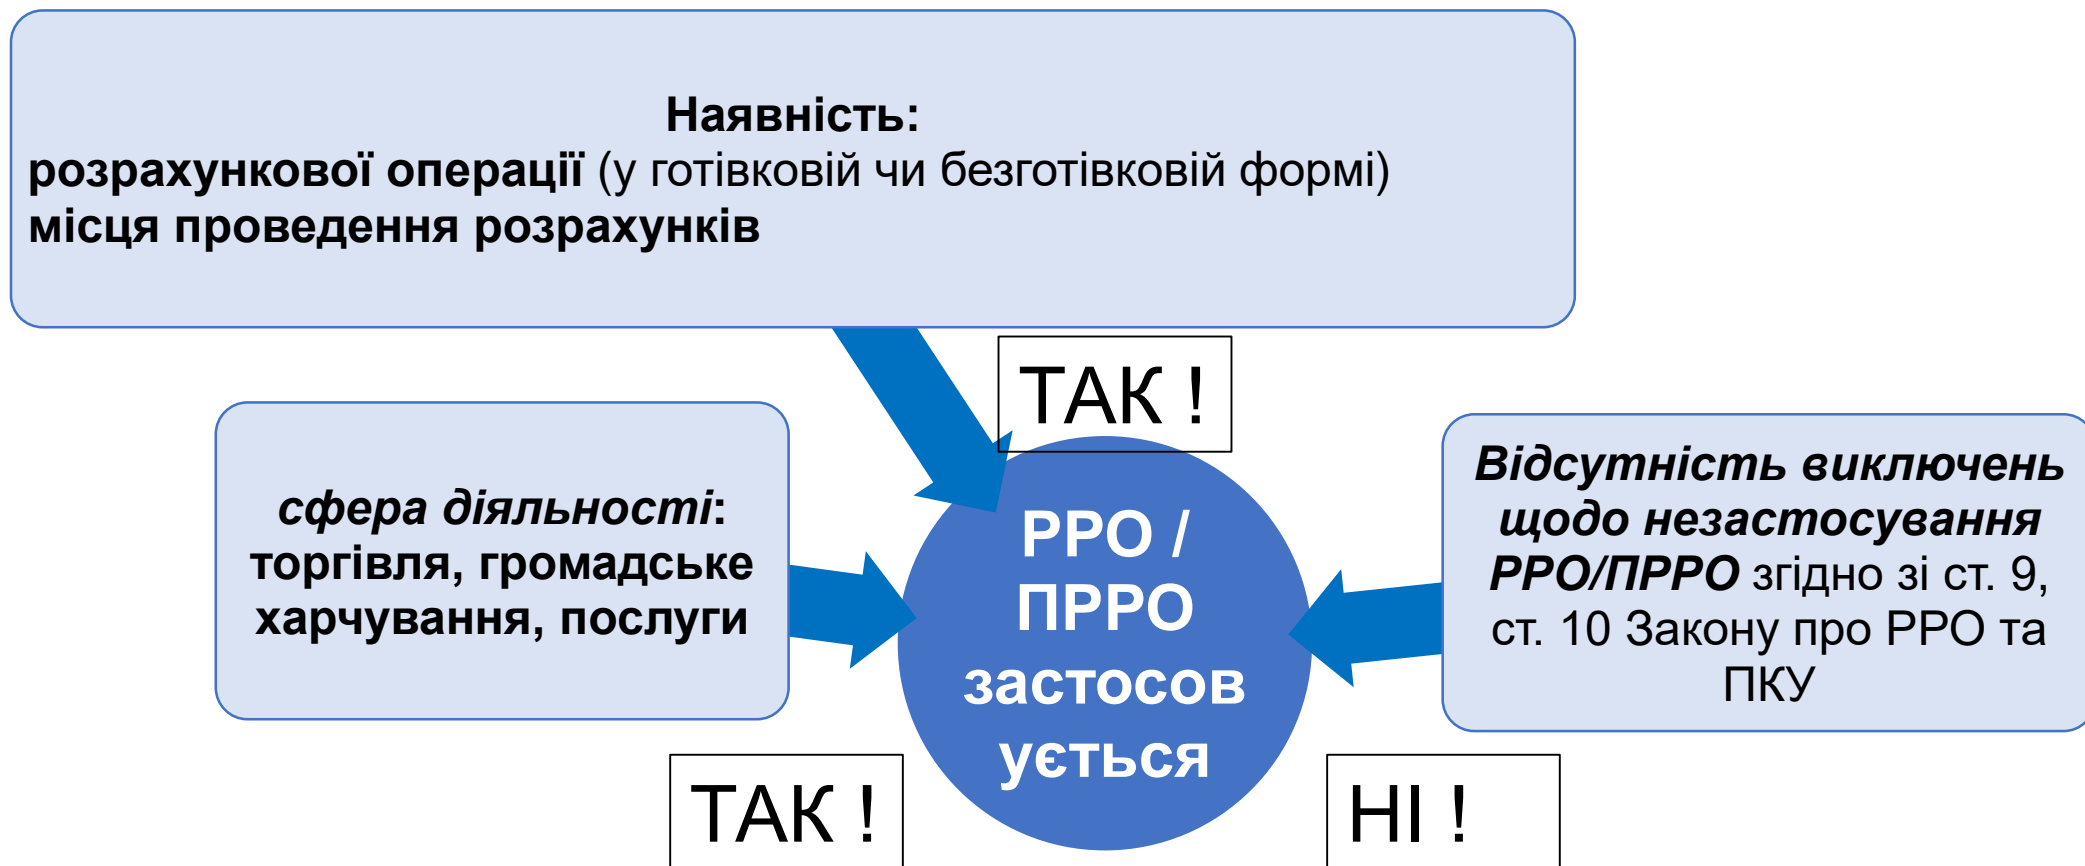 Наявність:
розрахункової операції (у готівковій чи безготівковій формі)
місця проведення розрахунків
ТАК !
сфера діяльності:
торгівля, громадське
харчування, послуги
РРО /
ПРРО
застосов
ується
Відсутність виключень
щодо незастосування
РРО/ПРРО згідно зі ст. 9,
ст. 10 Закону про РРО та
ПКУ
ТАК !
НІ !